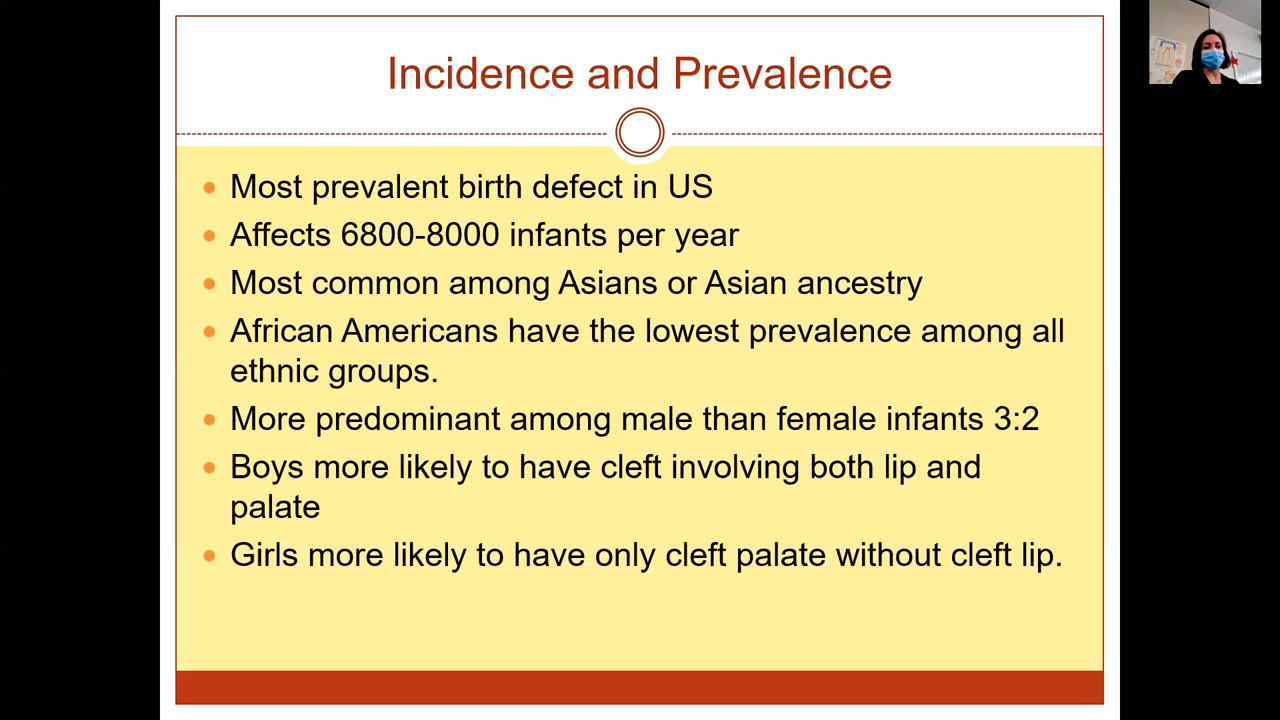 Incidence and Prevalence
Most prevalent birth defect in US
Affects 6800-8000 infants per year
Most common among Asians or Asian ancestry
African Americans have the lowest prevalence among all
ethnic groups.
More predominant among male than female infants 3:2
Boys more likely to have cleft involving both lip and
palate
Girls more likely to have only cleft palate without cleft lip.